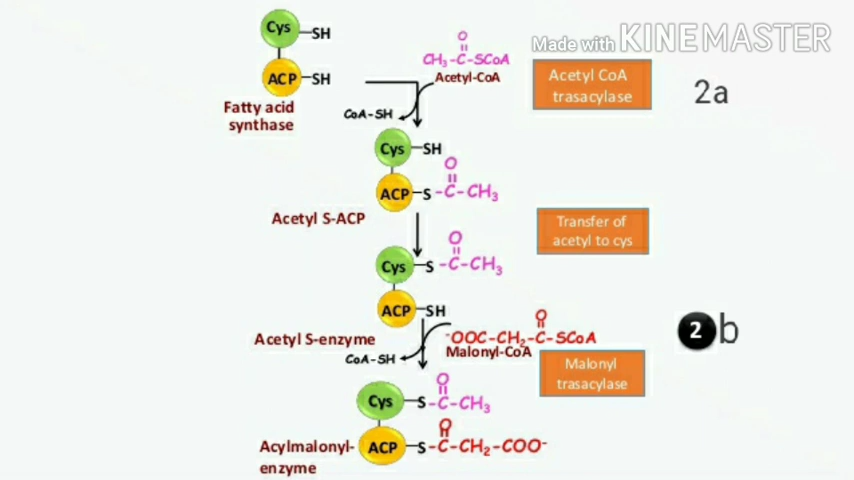 Made with KINEMASTER
Cys -SH
ACP -SH
Fatty acid
synthase
O
CH3-C-SCoA
Acetyl-CoA
CoA-SH
Acetyl CoA
trasacylase
2a
Cys -SH
O
ACP -S-C-CH3
Acetyl S-ACP
Transfer of
acetyl to cys
O
Cys -S-C-CH3
ACP -SH
Acetyl S-enzyme
O
-OOC-CH2-C-SCoA
Malonyl-CoA
CoA-SH
2 b
Malonyl
trasacylase
O
Cys -S-C-CH3
O
ACP -S-C-CH2-COO-
Acylmalonyl-
enzyme